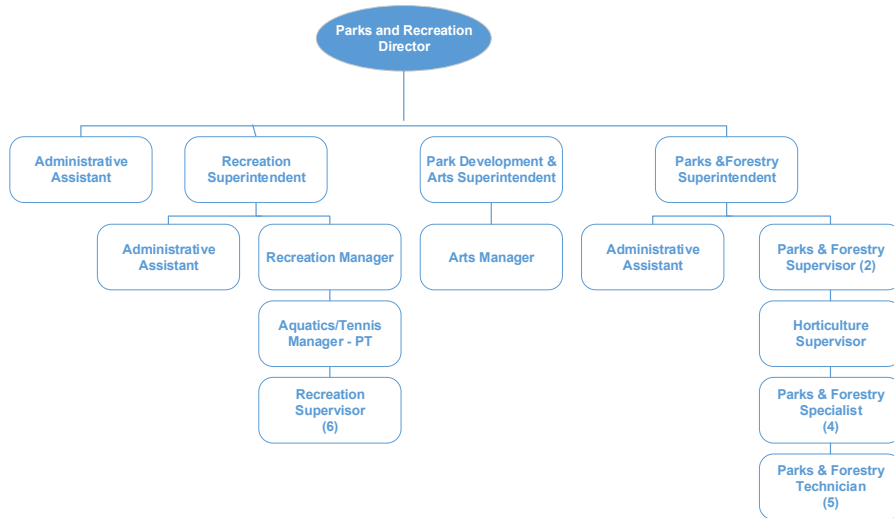 Parks and Recreation
Director
Administrative
Assistant
Recreation
Superintendent
Park Development &
Arts Superintendent
Parks &Forestry
Superintendent
Administrative
Assistant
Recreation Manager
Arts Manager
Administrative
Assistant
Parks & Forestry
Supervisor (2)
Aquatics/Tennis
Manager - PT
Horticulture
Supervisor
Recreation
Supervisor
(6)
Parks & Forestry
Specialist
(4)
Parks & Forestry
Technician
(5)